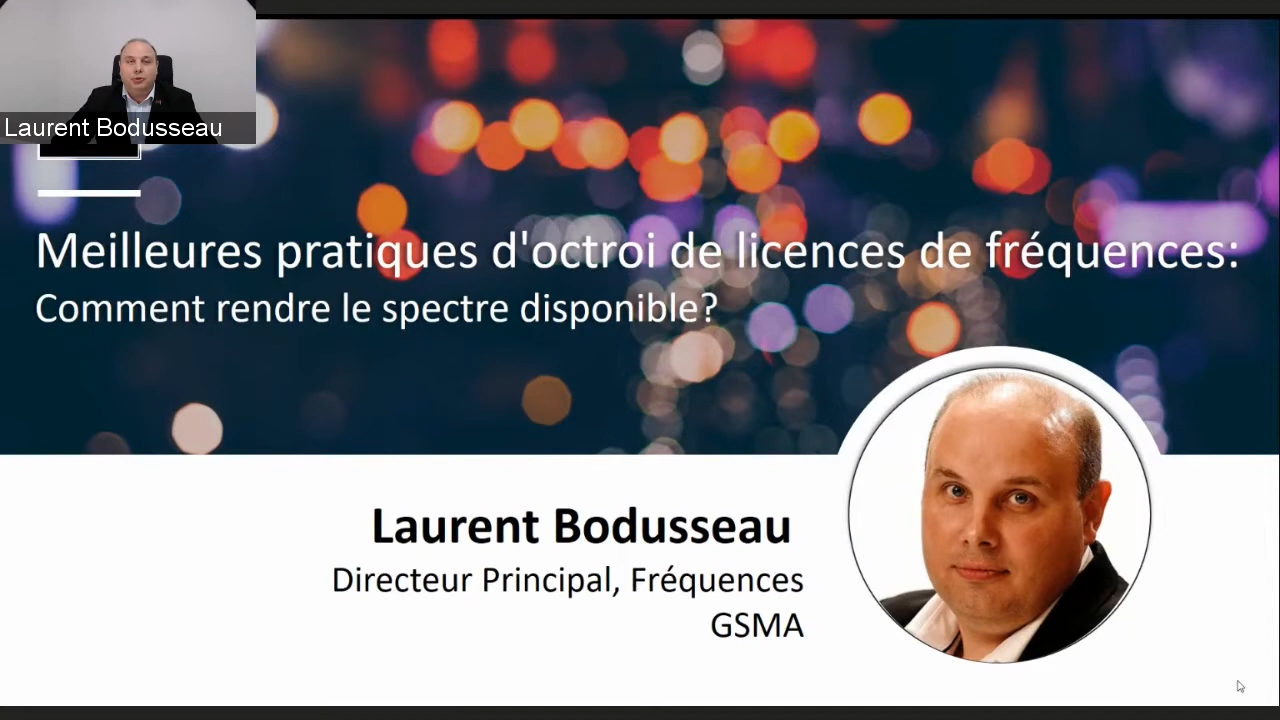 Laurent Bodusseau
Meilleures pratiques d'octroi de licences de fréquences:
Comment rendre le spectre disponible?
Laurent Bodusseau
Directeur Principal, Fréquences
GSMA